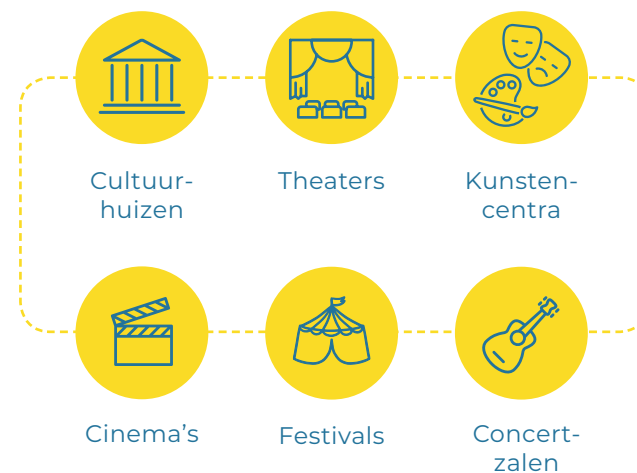 Cultuur-
huizen
Theaters
Kunsten-
centra
Cinema’s
Festivals
Concert-
zalen